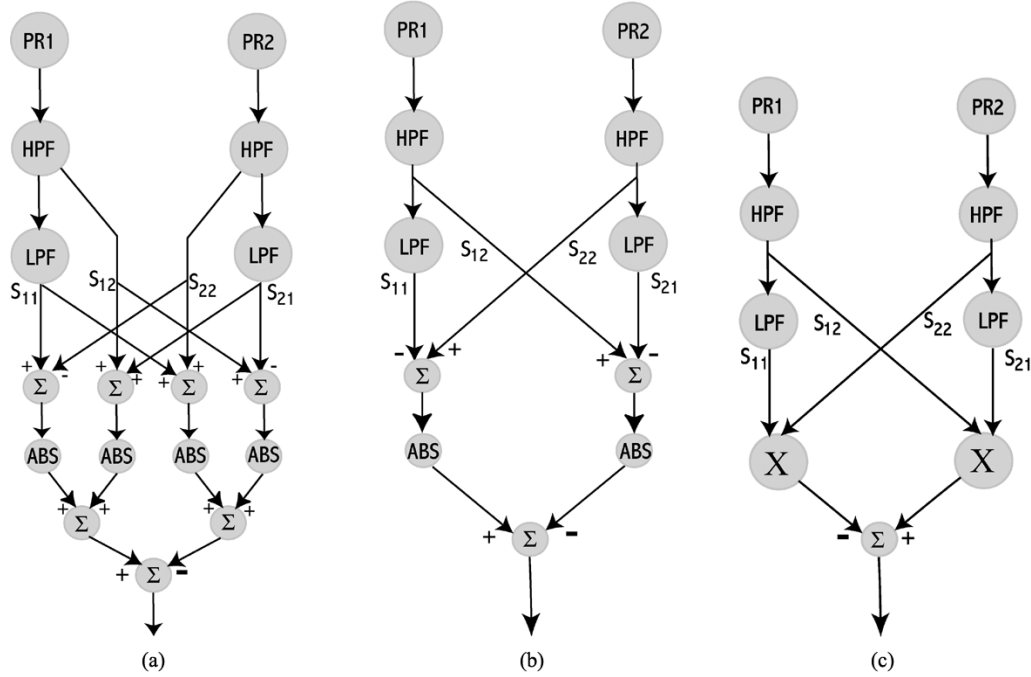 PR1 PR2
HPF HPF
LPF LPF
S11 S12 S22 S21
+ - + + + + + -
Σ Σ Σ Σ
ABS ABS ABS ABS
+ + + +
Σ Σ
+ Σ -
(a)
PR1 PR2
HPF HPF
LPF LPF
S11 S12 S22 S21
- + + -
Σ Σ
ABS ABS
+ Σ -
(b)
PR1 PR2
HPF HPF
LPF LPF
S11 S12 S22 S21
X X
- Σ +
(c)